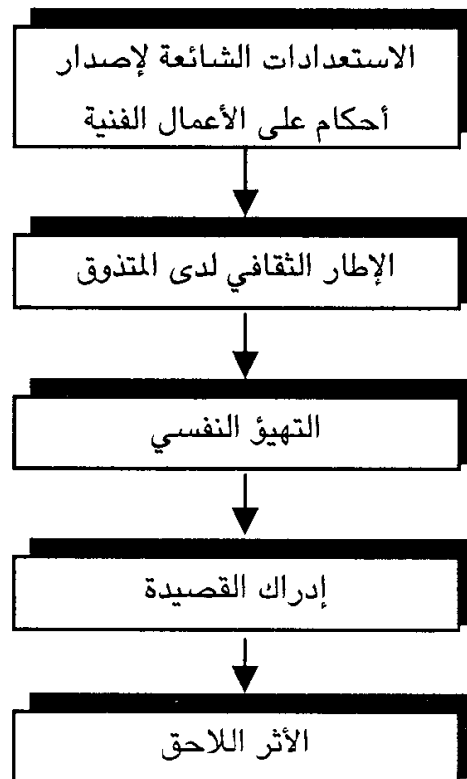 الاستعدادات الشائعة لإصدار
أحكام على الأعمال الفنية
الإطار الثقافي لدى المتذوق
التهيؤ النفسي
إدراك القصيدة
الأثر اللاحق